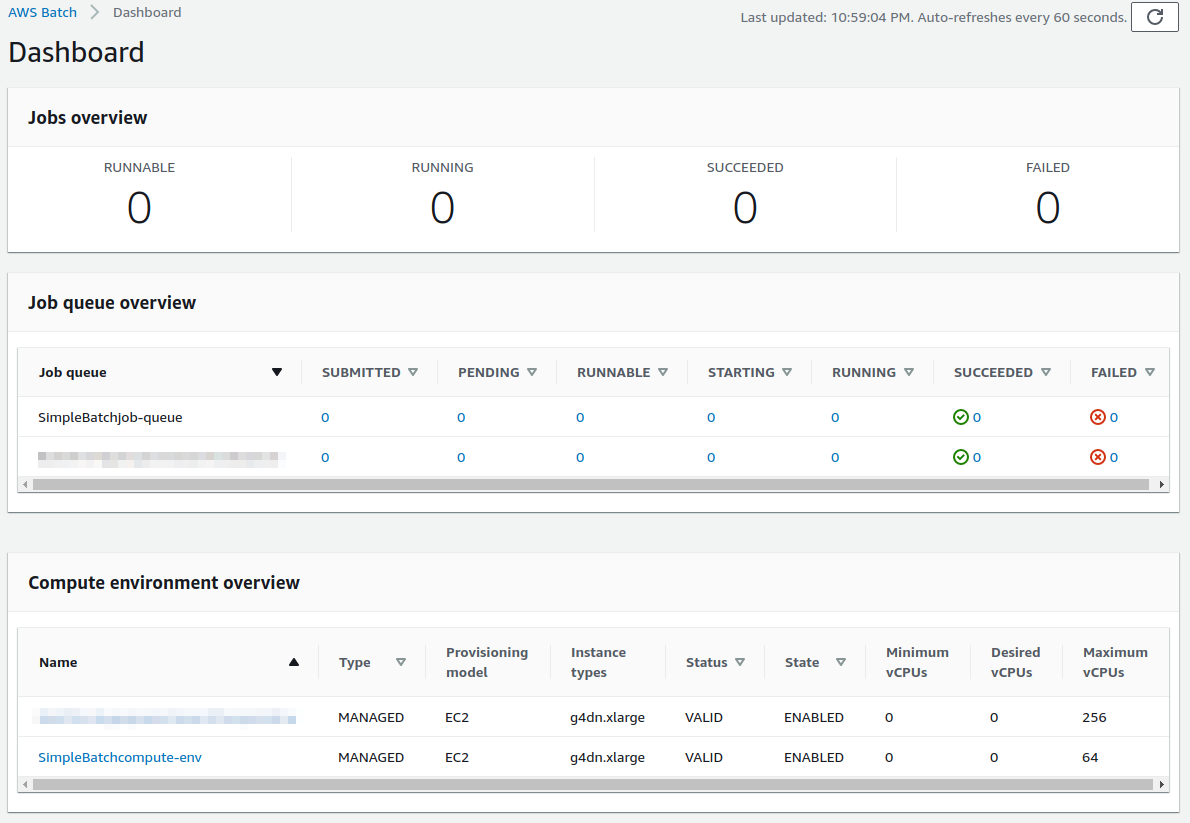 AWS Batch Dashboard
Last updated: 10:59:04 PM. Auto-refreshes every 60 seconds.
Dashboard
Jobs overview
RUNNABLE RUNNING SUCCEEDED FAILED
0 0 0 0
Job queue overview
Job queue SUBMITTED PENDING RUNNABLE STARTING RUNNING SUCCEEDED FAILED
SimpleBatchjob-queue 0 0 0 0 0 0 0
0 0 0 0 0 0 0
Compute environment overview
Name Type Provisioning model Instance types Status State Minimum vCPUs Desired vCPUs Maximum vCPUs
MANAGED EC2 g4dn.xlarge VALID ENABLED 0 0 256
SimpleBatchcompute-env MANAGED EC2 g4dn.xlarge VALID ENABLED 0 0 64